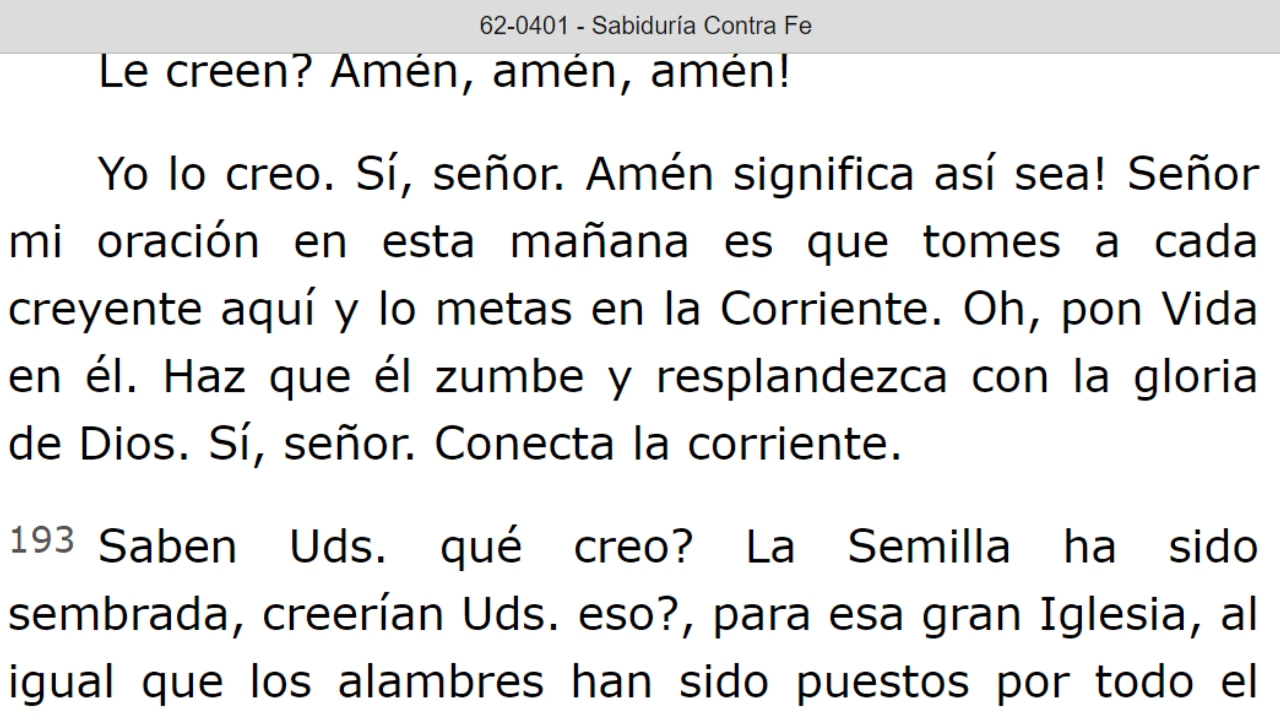 62-0401 - Sabiduría Contra Fe
Le creen? Amén, amén, amén!
Yo lo creo. Sí, señor. Amén significa así sea! Señor
mi oración en esta mañana es que tomes a cada
creyente aquí y lo metas en la Corriente. Oh, pon Vida
en él. Haz que él zumbe y resplandezca con la gloria
de Dios. Sí, señor. Conecta la corriente.
193 Saben Uds. qué creo? La Semilla ha sido
sembrada, creerían Uds. eso?, para esa gran Iglesia, al
igual que los alambres han sido puestos por todo el